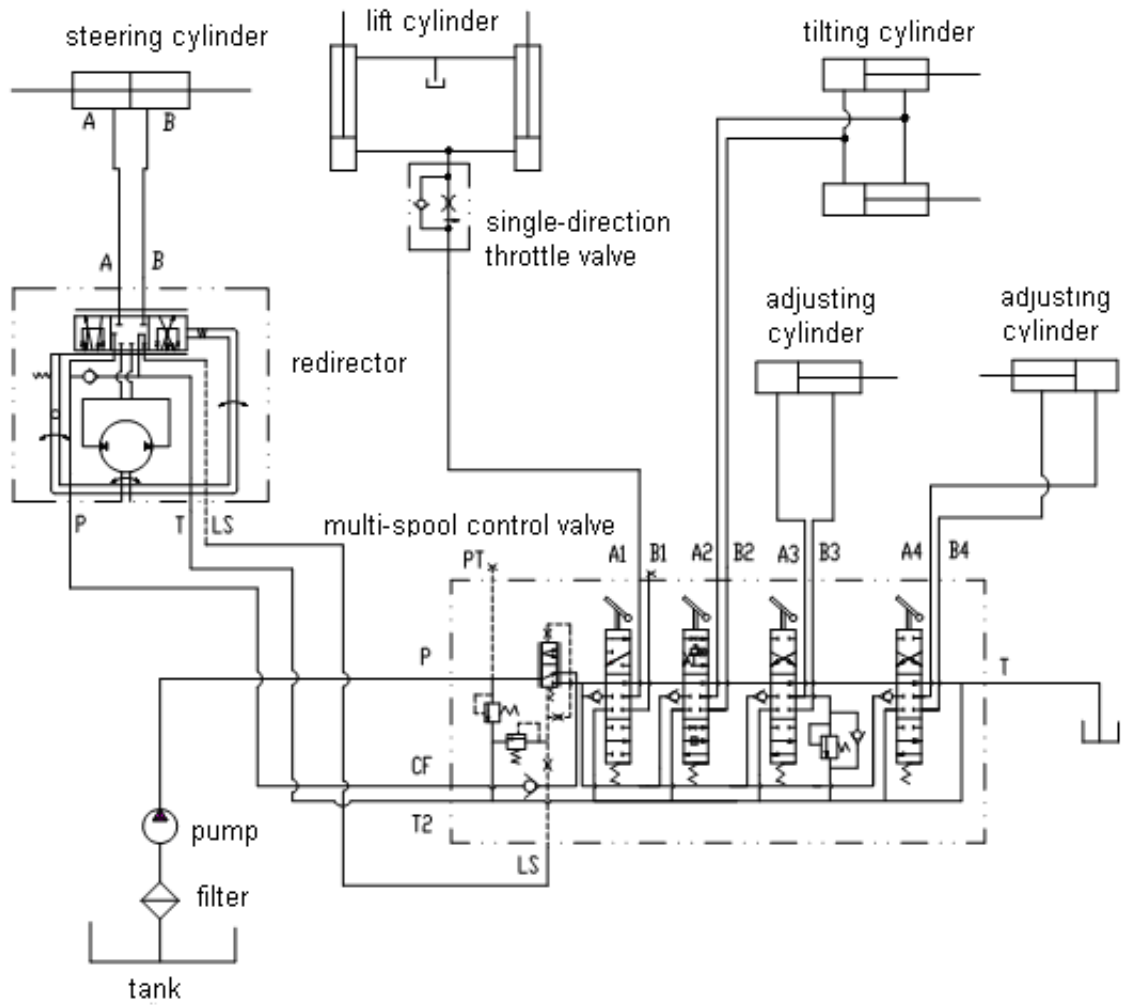 steering cylinder
lift cylinder
tilting cylinder
A
B
single-direction
throttle valve
A
B
adjusting
cylinder
adjusting
cylinder
redirector
P
T
LS
multi-spool control valve
PT
A1
B1
A2
B2
A3
B3
A4
B4
P
T
CF
T2
LS
pump
filter
tank